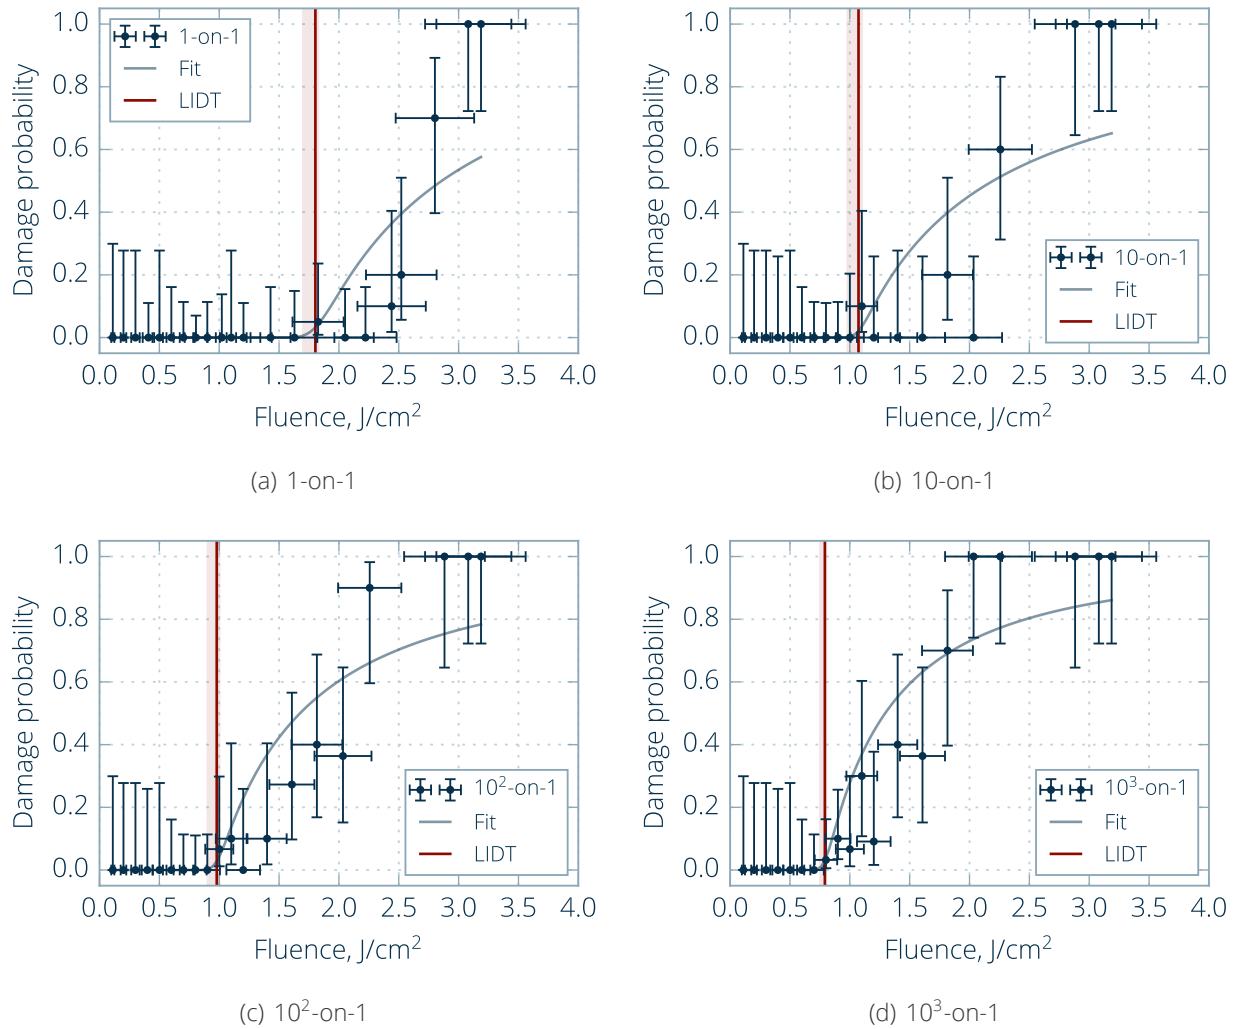 1.0
0.8
0.6
0.4
0.2
0.0
Damage probability
1-on-1
Fit
LIDT
0.0 0.5 1.0 1.5 2.0 2.5 3.0 3.5 4.0
Fluence, J/cm²
(a) 1-on-1
1.0
0.8
0.6
0.4
0.2
0.0
Damage probability
10-on-1
Fit
LIDT
0.0 0.5 1.0 1.5 2.0 2.5 3.0 3.5 4.0
Fluence, J/cm²
(b) 10-on-1
1.0
0.8
0.6
0.4
0.2
0.0
Damage probability
10²-on-1
Fit
LIDT
0.0 0.5 1.0 1.5 2.0 2.5 3.0 3.5 4.0
Fluence, J/cm²
(c) 10²-on-1
1.0
0.8
0.6
0.4
0.2
0.0
Damage probability
10³-on-1
Fit
LIDT
0.0 0.5 1.0 1.5 2.0 2.5 3.0 3.5 4.0
Fluence, J/cm²
(d) 10³-on-1